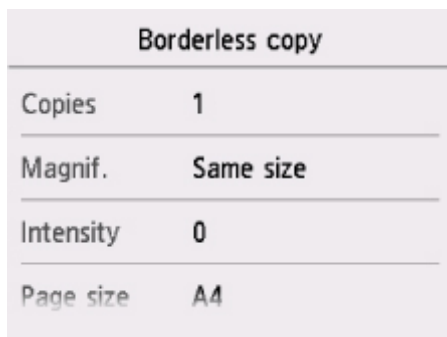 Borderless copy
Copies 1
Magnif. Same size
Intensity 0
Page size A4